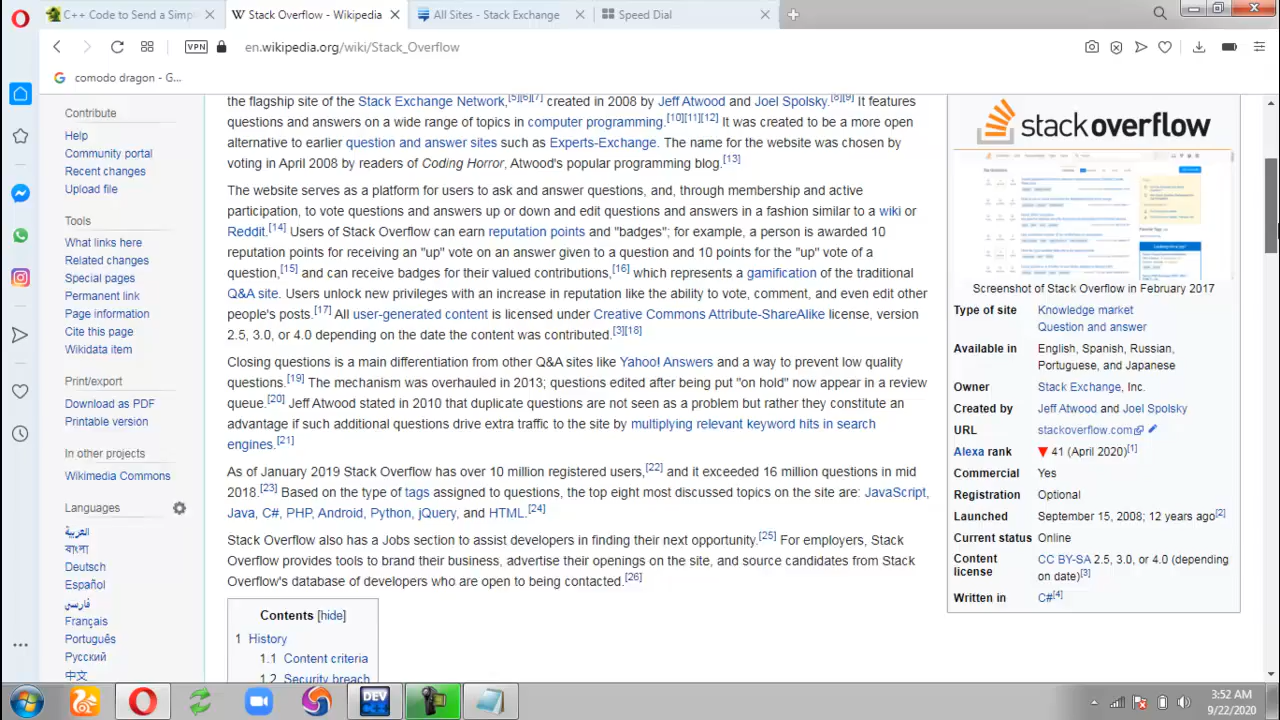 C++ Code to Send a Simpl
Stack Overflow - Wikipedia
All Sites - Stack Exchange
Speed Dial
VPN
en.wikipedia.org/wiki/Stack_Overflow
comodo dragon - G...
Contribute
Help
Community portal
Recent changes
Upload file
Tools
What links here
Related changes
Special pages
Permanent link
Page information
Cite this page
Wikidata item
Print/export
Download as PDF
Printable version
In other projects
Wikimedia Commons
Languages
العربية
বাংলা
Deutsch
Español
فارسی
Français
Português
Русский
中文
the flagship site of the Stack Exchange Network,[5][6][7] created in 2008 by Jeff Atwood and Joel Spolsky.[8][9] It features
questions and answers on a wide range of topics in computer programming.[10][11][12] It was created to be a more open
alternative to earlier question and answer sites such as Experts-Exchange. The name for the website was chosen by
voting in April 2008 by readers of Coding Horror, Atwood's popular programming blog.[13]
The website serves as a platform for users to ask and answer questions, and, through membership and active
participation, to vote questions and answers up or down and edit questions and answers in a fashion similar to a wiki or
Reddit.[14] Users of Stack Overflow can earn reputation points and "badges"; for example, a person is awarded 10
reputation points for receiving an "up" vote on an answer given to a question and 10 points for the up vote of a
question,[15] and can receive badges for their valued contributions,[16] which represents a gamification of the traditional
Q&A site. Users unlock new privileges with an increase in reputation like the ability to vote, comment, and even edit other
people's posts.[17] All user-generated content is licensed under Creative Commons Attribute-ShareAlike license, version
2.5, 3.0, or 4.0 depending on the date the content was contributed.[3][18]
Closing questions is a main differentiation from other Q&A sites like Yahoo! Answers and a way to prevent low quality
questions.[19] The mechanism was overhauled in 2013; questions edited after being put "on hold" now appear in a review
queue.[20] Jeff Atwood stated in 2010 that duplicate questions are not seen as a problem but rather they constitute an
advantage if such additional questions drive extra traffic to the site by multiplying relevant keyword hits in search
engines.[21]
As of January 2019 Stack Overflow has over 10 million registered users,[22] and it exceeded 16 million questions in mid
2018.[23] Based on the type of tags assigned to questions, the top eight most discussed topics on the site are: JavaScript,
Java, C#, PHP, Android, Python, jQuery, and HTML.[24]
Stack Overflow also has a Jobs section to assist developers in finding their next opportunity.[25] For employers, Stack
Overflow provides tools to brand their business, advertise their openings on the site, and source candidates from Stack
Overflow's database of developers who are open to being contacted.[26]
Contents [hide]
1 History
1.1 Content criteria
1.2 Security breach
stackoverflow
Screenshot of Stack Overflow in February 2017
Type of site Knowledge market
Question and answer
Available in English, Spanish, Russian,
Portuguese, and Japanese
Owner Stack Exchange, Inc.
Created by Jeff Atwood and Joel Spolsky
URL stackoverflow.com
Alexa rank ▼ 41 (April 2020)[1]
Commercial Yes
Registration Optional
Launched September 15, 2008; 12 years ago[2]
Current status Online
Content CC BY-SA 2.5, 3.0, or 4.0 (depending
license on date)[3]
Written in C#[4]
DEV
3:52 AM
9/22/2020